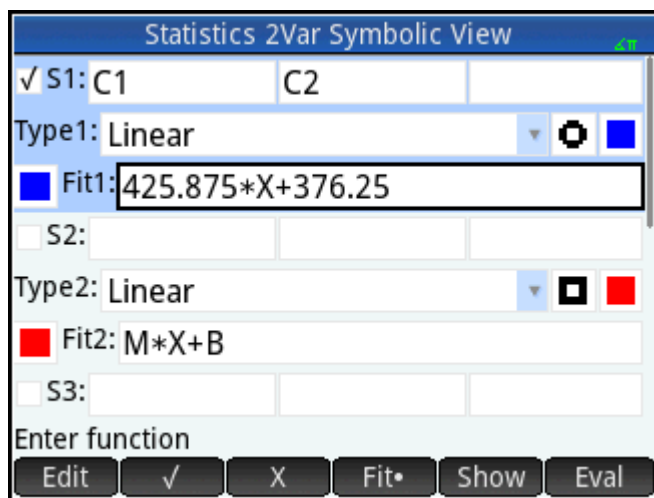 Statistics 2Var Symbolic View
∡π
√ S1: C1 C2
Type1: Linear
Fit1: 425.875*X+376.25
S2:
Type2: Linear
Fit2: M*X+B
S3:
Enter function
Edit √ X Fit• Show Eval